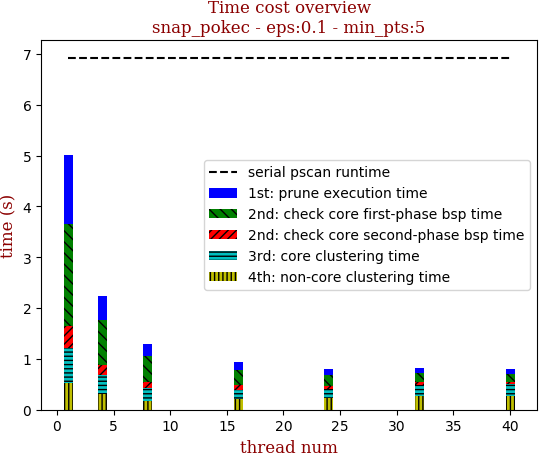 Time cost overview
snap_pokec - eps:0.1 - min_pts:5
7
6
5
4
3
2
1
0
time (s)
serial pscan runtime
1st: prune execution time
2nd: check core first-phase bsp time
2nd: check core second-phase bsp time
3rd: core clustering time
4th: non-core clustering time
0 5 10 15 20 25 30 35 40
thread num